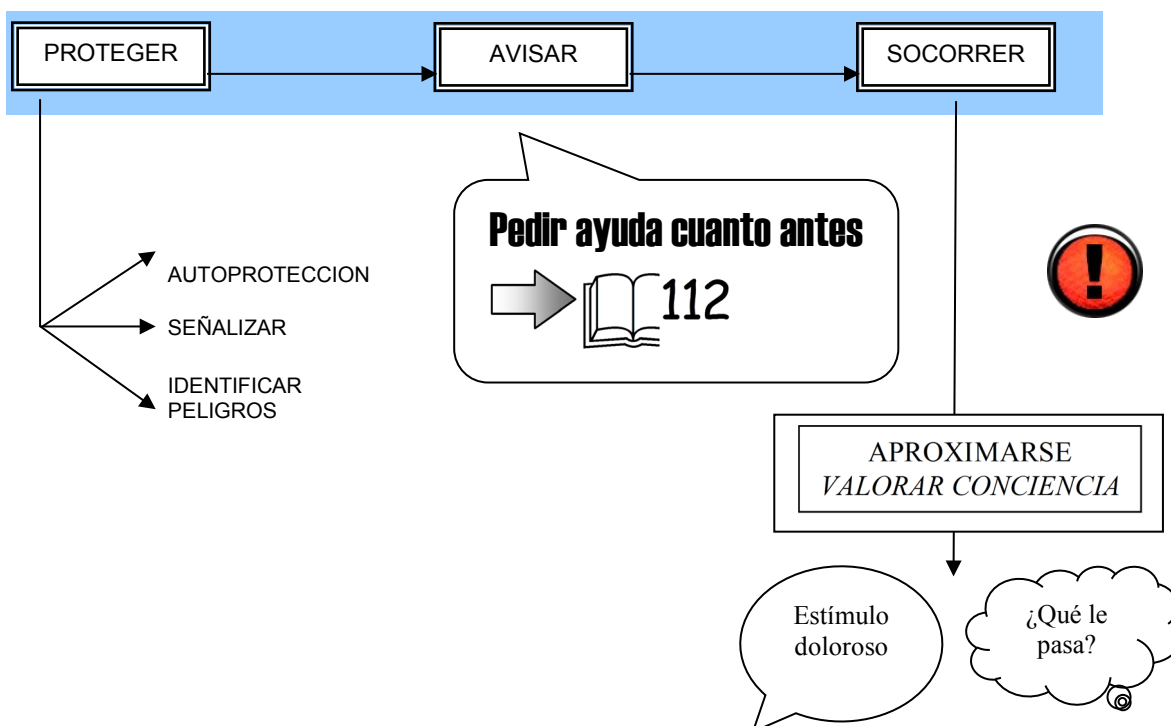 PROTEGER
AVISAR
SOCORRER
Pedir ayuda cuanto antes
112
!
AUTOPROTECCION
SEÑALIZAR
IDENTIFICAR
PELIGROS
APROXIMARSE
VALORAR CONCIENCIA
Estímulo
doloroso
¿Qué le
pasa?